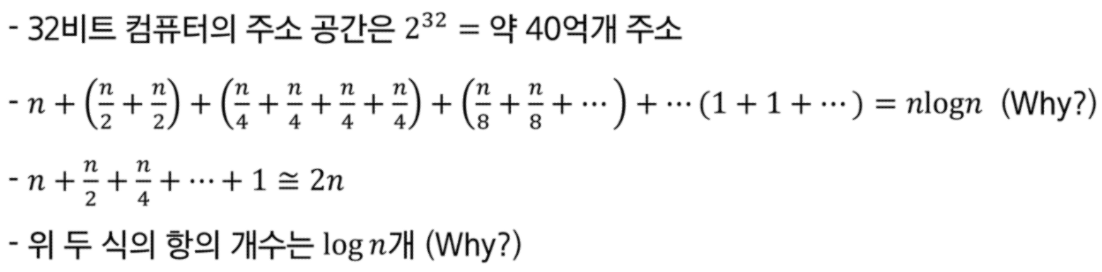 - 32비트 컴퓨터의 주소 공간은 2³² = 약 40억개 주소
- n + (n/2 + n/2) + (n/4 + n/4 + n/4 + n/4) + (n/8 + n/8 + ⋯) + ⋯ (1 + 1 + ⋯) = nlogn (Why?)
- n + n/2 + n/4 + ⋯ + 1 ≅ 2n
- 위 두 식의 항의 개수는 log n개 (Why?)